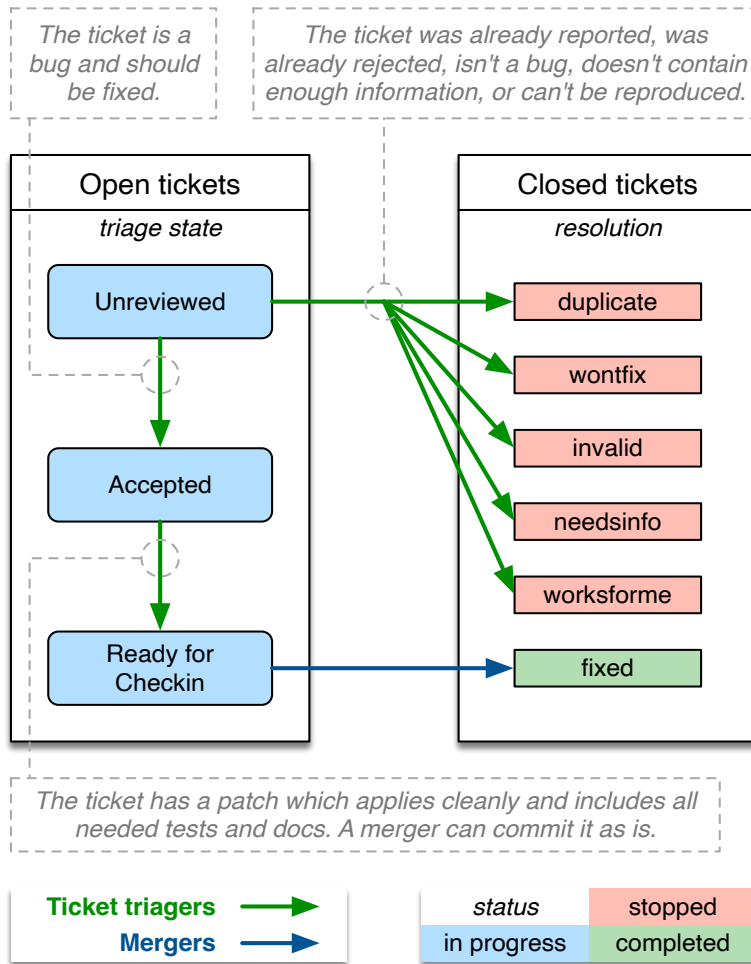 The ticket is a
bug and should
be fixed.
The ticket was already reported, was
already rejected, isn't a bug, doesn't contain
enough information, or can't be reproduced.
Open tickets
triage state
Unreviewed
Accepted
Ready for
Checkin
Closed tickets
resolution
duplicate
wontfix
invalid
needsinfo
worksforme
fixed
The ticket has a patch which applies cleanly and includes all
needed tests and docs. A merger can commit it as is.
Ticket triagers
Mergers
status
stopped
in progress
completed